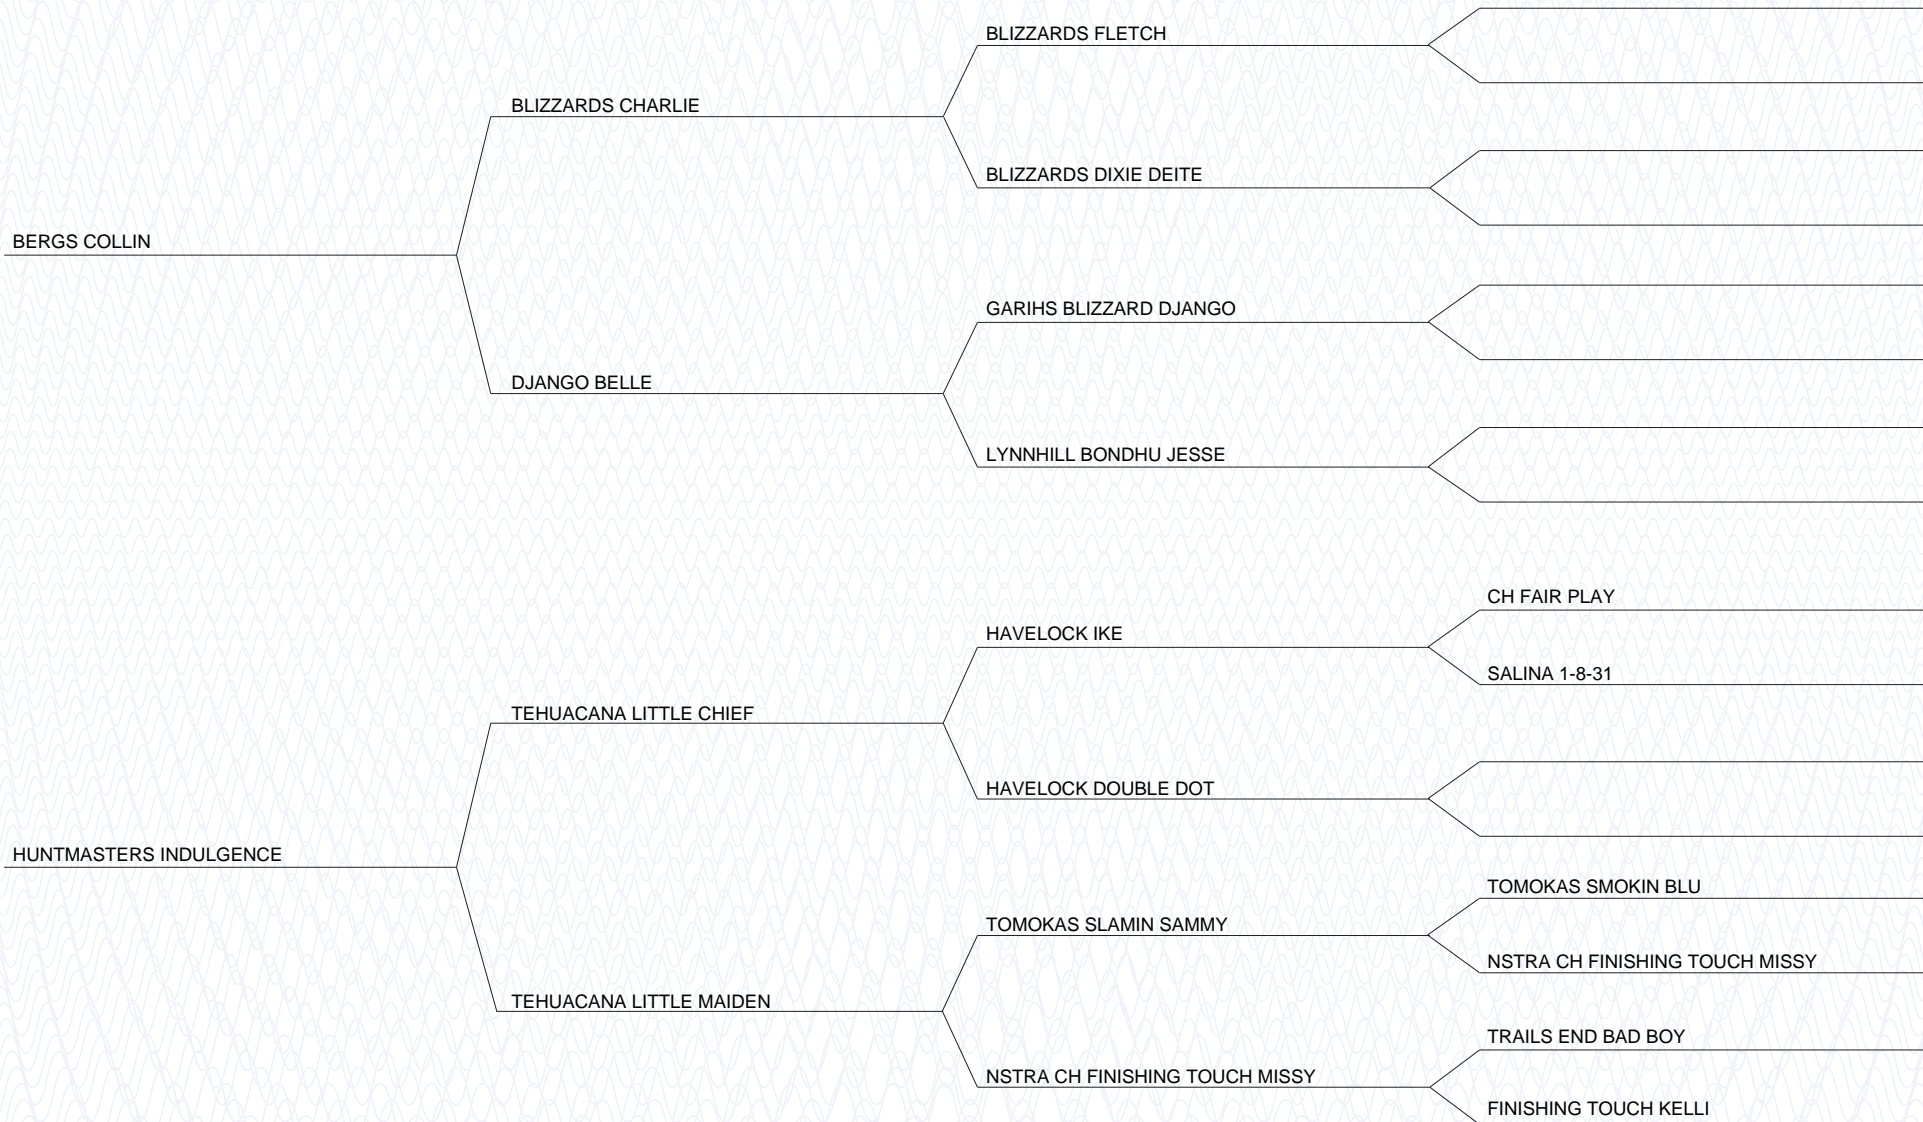 BLIZZARDS FLETCH
BLIZZARDS CHARLIE
BLIZZARDS DIXIE DEITE
BERGS COLLIN
GARIHS BLIZZARD DJANGO
DJANGO BELLE
LYNNHILL BONDHU JESSE
CH FAIR PLAY
HAVELOCK IKE
SALINA 1-8-31
TEHUACANA LITTLE CHIEF
HAVELOCK DOUBLE DOT
HUNTMASTERS INDULGENCE
TOMOKAS SMOKIN BLU
TOMOKAS SLAMIN SAMMY
NSTRA CH FINISHING TOUCH MISSY
TEHUACANA LITTLE MAIDEN
TRAILS END BAD BOY
NSTRA CH FINISHING TOUCH MISSY
FINISHING TOUCH KELLI